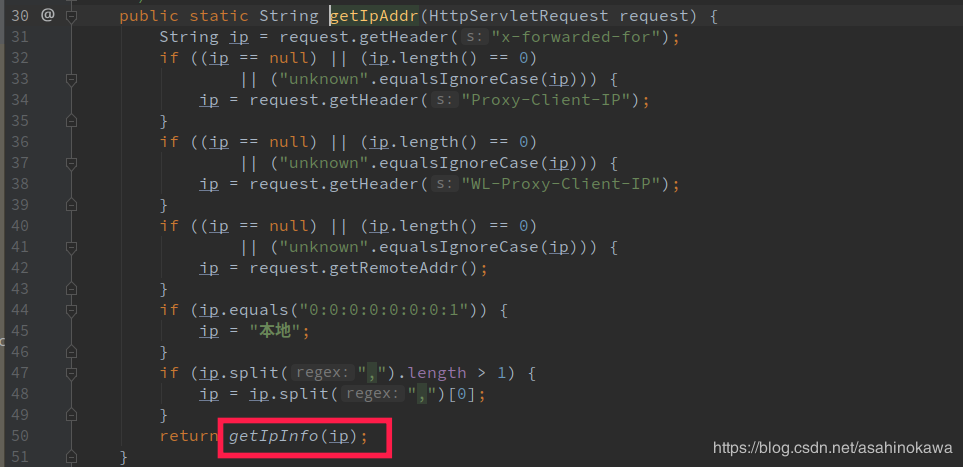 30 @ public static String getIpAddr(HttpServletRequest request) {
31 String ip = request.getHeader( s: "x-forwarded-for");
32 if ((ip == null) || (ip.length() == 0)
33 || ("unknown".equalsIgnoreCase(ip))) {
34 ip = request.getHeader( s: "Proxy-Client-IP");
35 }
36 if ((ip == null) || (ip.length() == 0)
37 || ("unknown".equalsIgnoreCase(ip))) {
38 ip = request.getHeader( s: "WL-Proxy-Client-IP");
39 }
40 if ((ip == null) || (ip.length() == 0)
41 || ("unknown".equalsIgnoreCase(ip))) {
42 ip = request.getRemoteAddr();
43 }
44 if (ip.equals("0:0:0:0:0:0:0:1")) {
45 ip = "本地";
46 }
47 if (ip.split( regex: ",").length > 1) {
48 ip = ip.split( regex: ",")[0];
49 }
50 return getIpInfo(ip);
51 }
https://blog.csdn.net/asahinokawa